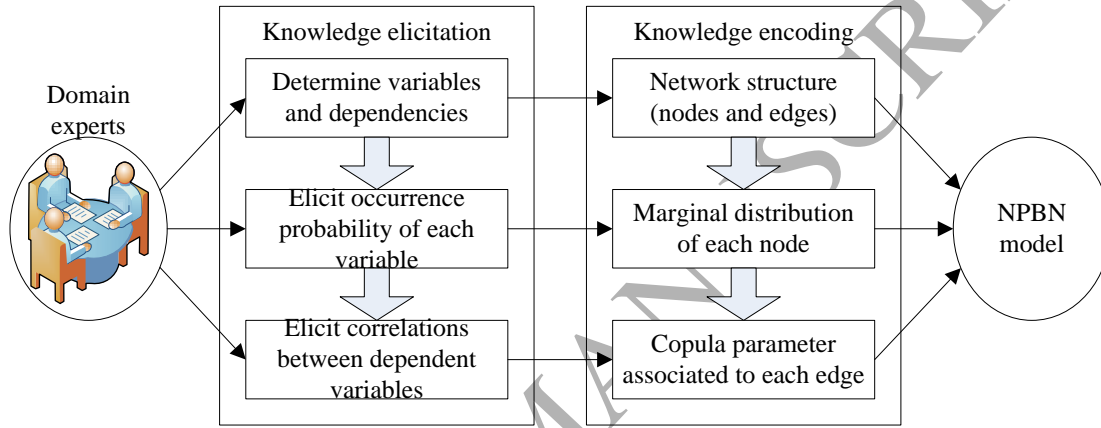 Domain
experts
Knowledge elicitation
Determine variables
and dependencies
Elicit occurrence
probability of each
variable
Elicit correlations
between dependent
variables
Knowledge encoding
Network structure
(nodes and edges)
Marginal distribution
of each node
Copula parameter
associated to each edge
NPBN
model